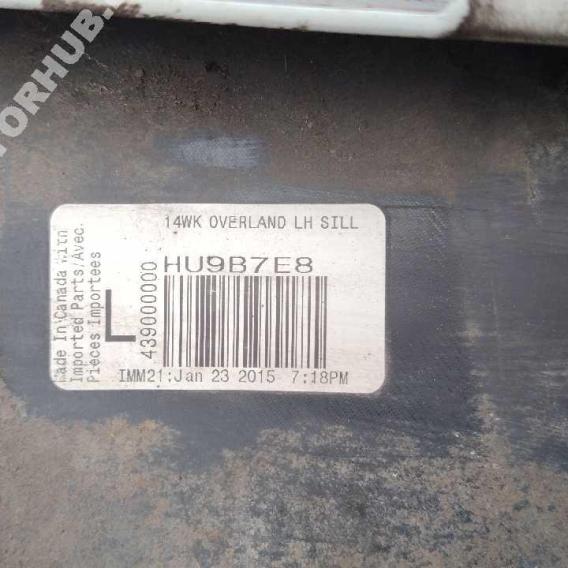 14WK OVERLAND LH SILL
HU9B7E8
439000000
L
Made In\Canada With
Imported Parts/Avec.
Pièces Importees
IMM21:Jan 23 2015 7:18PM
ORHUB.